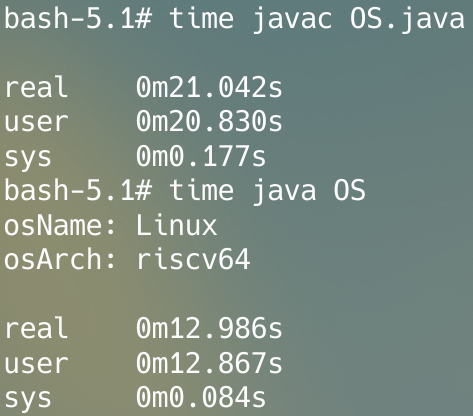 bash-5.1# time javac OS.java
real 0m21.042s
user 0m20.830s
sys 0m0.177s
bash-5.1# time java OS
osName: Linux
osArch: riscv64
real 0m12.986s
user 0m12.867s
sys 0m0.084s